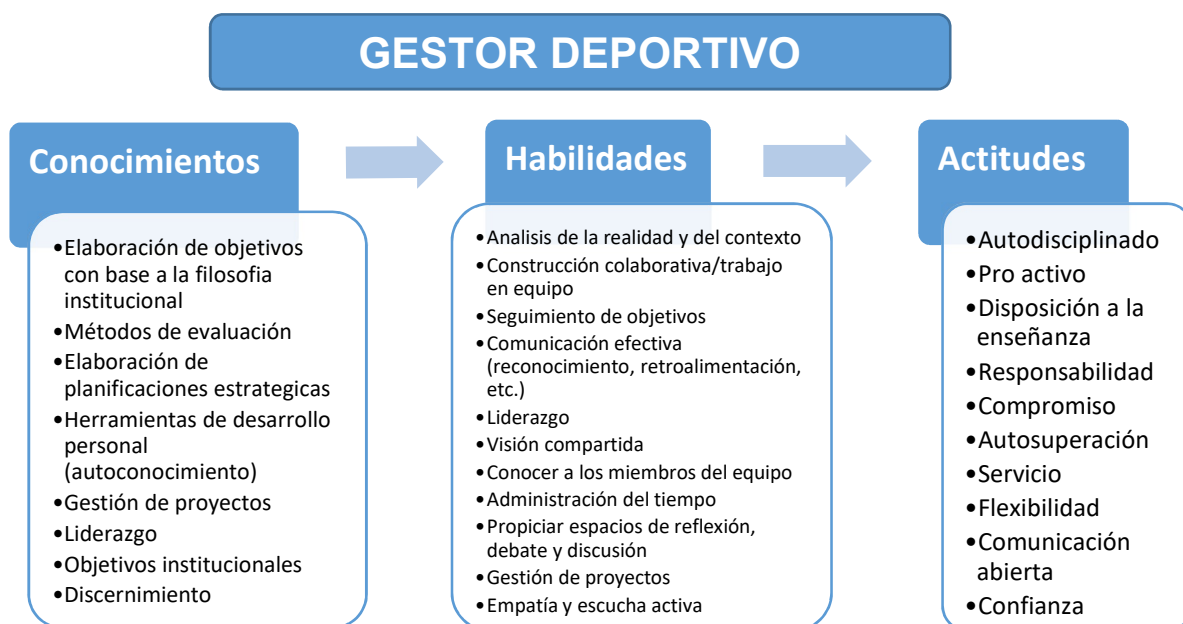 GESTOR DEPORTIVO
Conocimientos
•Elaboración de objetivos
con base a la filosofia
institucional
•Métodos de evaluación
•Elaboración de
planificaciones estrategicas
•Herramientas de desarrollo
personal
(autoconocimiento)
•Gestión de proyectos
•Liderazgo
•Objetivos institucionales
•Discernimiento
Habilidades
•Analisis de la realidad y del contexto
•Construcción colaborativa/trabajo
en equipo
•Seguimiento de objetivos
•Comunicación efectiva
(reconocimiento, retroalimentación,
etc.)
•Liderazgo
•Visión compartida
•Conocer a los miembros del equipo
•Administración del tiempo
•Propiciar espacios de reflexión,
debate y discusión
•Gestión de proyectos
•Empatía y escucha activa
Actitudes
•Autodisciplinado
•Pro activo
•Disposición a la
enseñanza
•Responsabilidad
•Compromiso
•Autosuperación
•Servicio
•Flexibilidad
•Comunicación
abierta
•Confianza